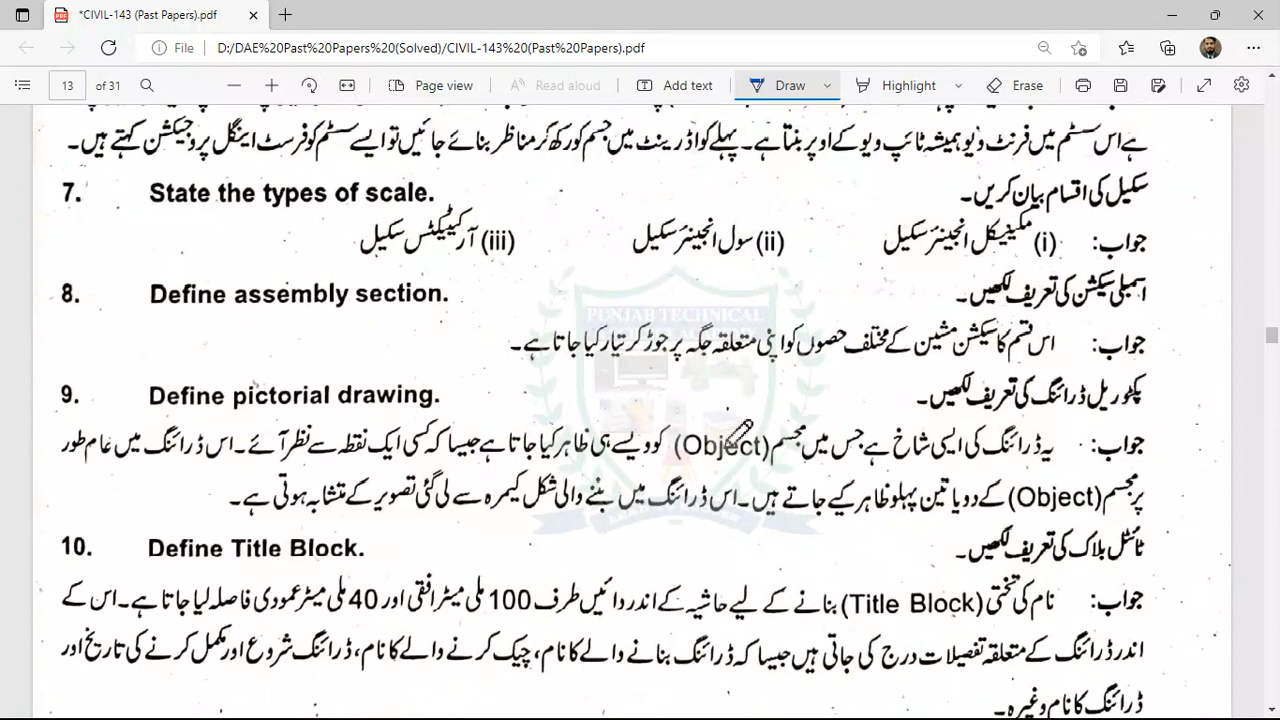 *CIVIL-143 (Past Papers).pdf
File D:/DAE%20Past%20Papers%20(Solved)/CIVIL-143%20(Past%20Papers).pdf
13 of 31 Page view Read aloud Add text Draw Highlight Erase
ہے اس سسٹم میں فرنٹ ویو ہمیشہ ٹاپ ویو کے اوپر بنتا ہے۔ پہلے کواڈرینٹ میں جسم کو رکھ کر مناظر بنائے جائیں تو ایسے سسٹم کو فرسٹ اینگل پروجیکشن کہتے ہیں۔
7. State the types of scale. سکیل کی اقسام بیان کریں۔
جواب: (i) مکینیکل انجینئر سکیل (ii) سول انجینئر سکیل (iii) آرکیٹیکٹس سکیل
8. Define assembly section. اسمبلی سیکشن کی تعریف لکھیں۔
جواب: اس قسم کا سیکشن مشین کے مختلف حصوں کو اپنی متعلقہ جگہ پر جوڑ کر تیار کیا جاتا ہے۔
PUNJAB TECHNICAL
9. Define pictorial drawing. پکٹوریل ڈرائنگ کی تعریف لکھیں۔
جواب: یہ ڈرائنگ کی ایسی شاخ ہے جس میں مجسم (Object) کو ویسے ہی ظاہر کیا جاتا ہے جیسا کہ کسی ایک نقطہ سے نظر آئے۔ اس ڈرائنگ میں عام طور
پر مجسم (Object) کے دو یا تین پہلو ظاہر کیے جاتے ہیں۔ اس ڈرائنگ میں بننے والی شکل کیمرہ سے لی گئی تصویر کے متشابہ ہوتی ہے۔
10. Define Title Block. ٹائٹل بلاک کی تعریف لکھیں۔
جواب: نام کی تختی (Title Block) بنانے کے لیے حاشیہ کے اندر دائیں طرف 100 ملی میٹر افقی اور 40 ملی میٹر عمودی فاصلہ لیا جاتا ہے۔ اس کے
اندر ڈرائنگ کے متعلقہ تفصیلات درج کی جاتی ہیں جیسا کہ ڈرائنگ بنانے والے کا نام، چیک کرنے والے کا نام، ڈرائنگ شروع اور مکمل کرنے کی تاریخ اور
ڈرائنگ کا نام وغیرہ۔